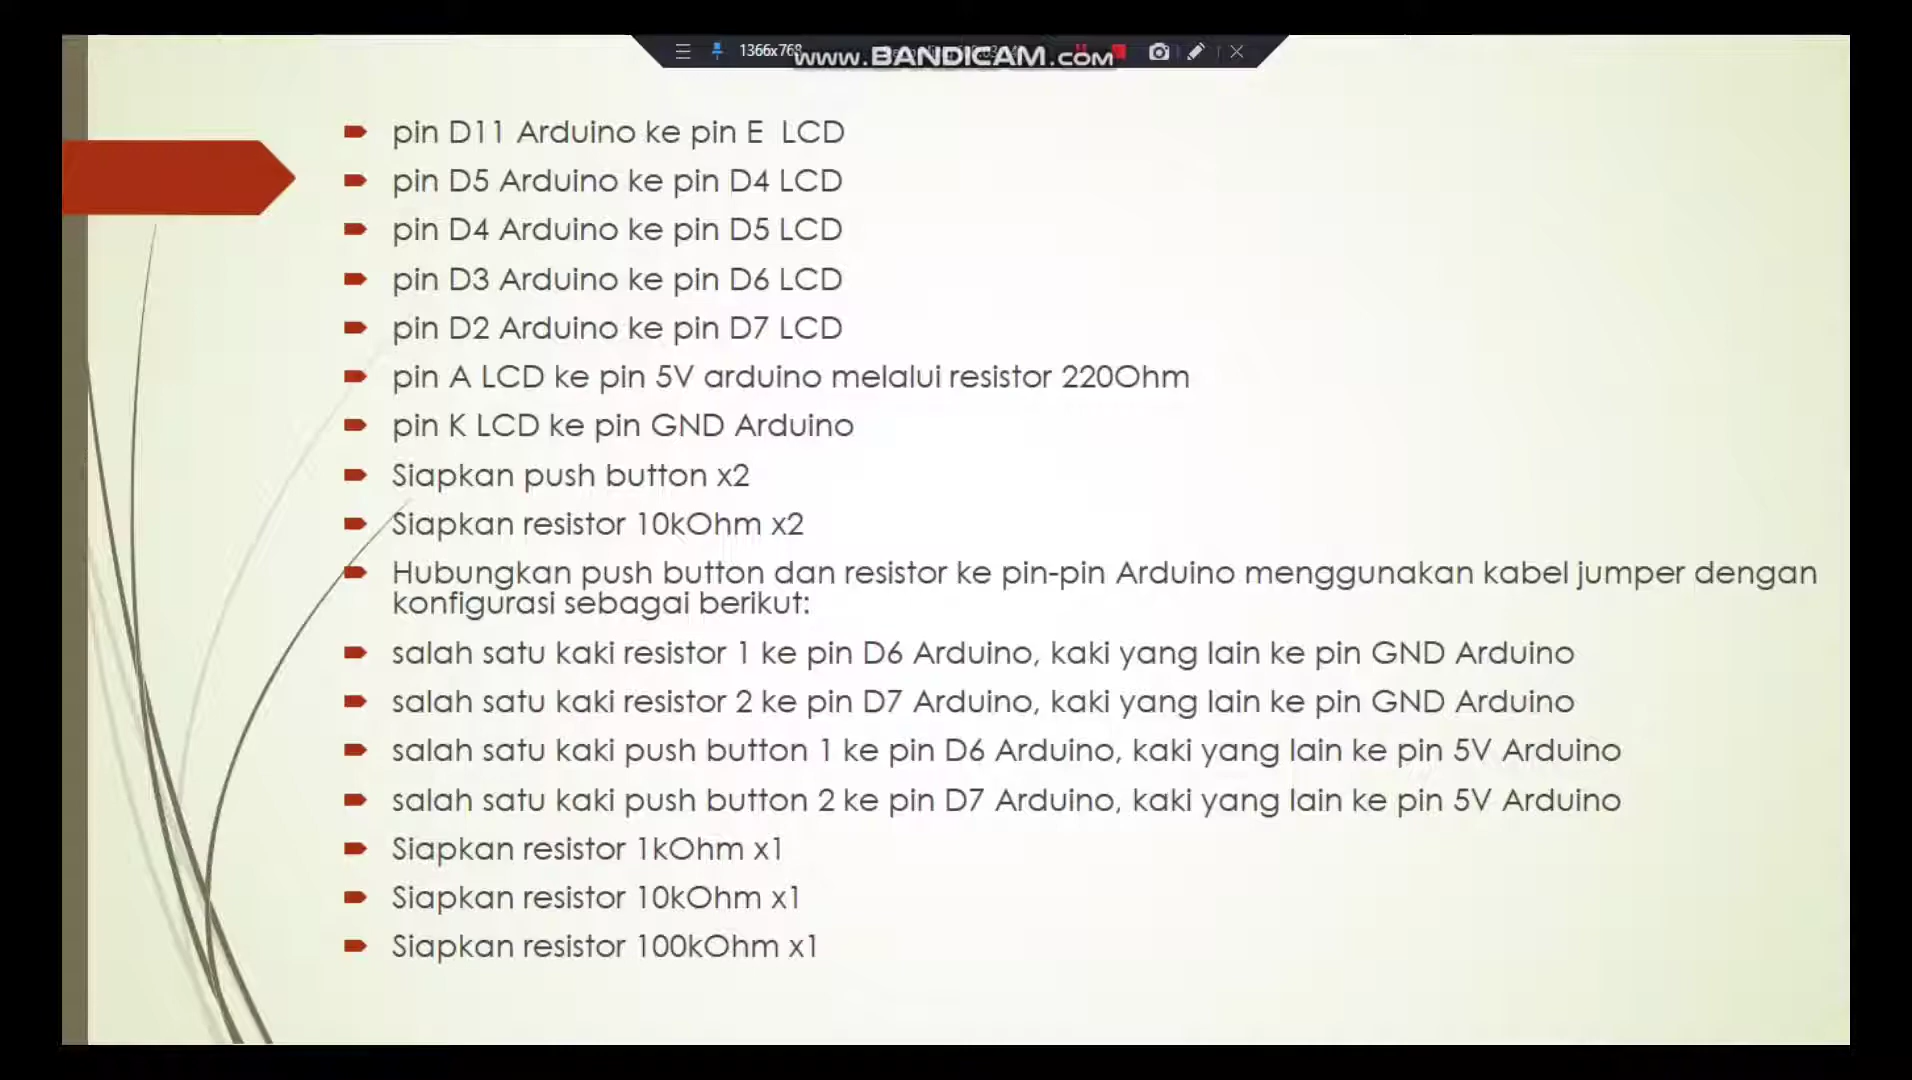 1366x768
www.BANDICAM.com
pin D11 Arduino ke pin E LCD
pin D5 Arduino ke pin D4 LCD
pin D4 Arduino ke pin D5 LCD
pin D3 Arduino ke pin D6 LCD
pin D2 Arduino ke pin D7 LCD
pin A LCD ke pin 5V arduino melalui resistor 220Ohm
pin K LCD ke pin GND Arduino
Siapkan push button x2
Siapkan resistor 10kOhm x2
Hubungkan push button dan resistor ke pin-pin Arduino menggunakan kabel jumper dengan
konfigurasi sebagai berikut:
salah satu kaki resistor 1 ke pin D6 Arduino, kaki yang lain ke pin GND Arduino
salah satu kaki resistor 2 ke pin D7 Arduino, kaki yang lain ke pin GND Arduino
salah satu kaki push button 1 ke pin D6 Arduino, kaki yang lain ke pin 5V Arduino
salah satu kaki push button 2 ke pin D7 Arduino, kaki yang lain ke pin 5V Arduino
Siapkan resistor 1kOhm x1
Siapkan resistor 10kOhm x1
Siapkan resistor 100kOhm x1